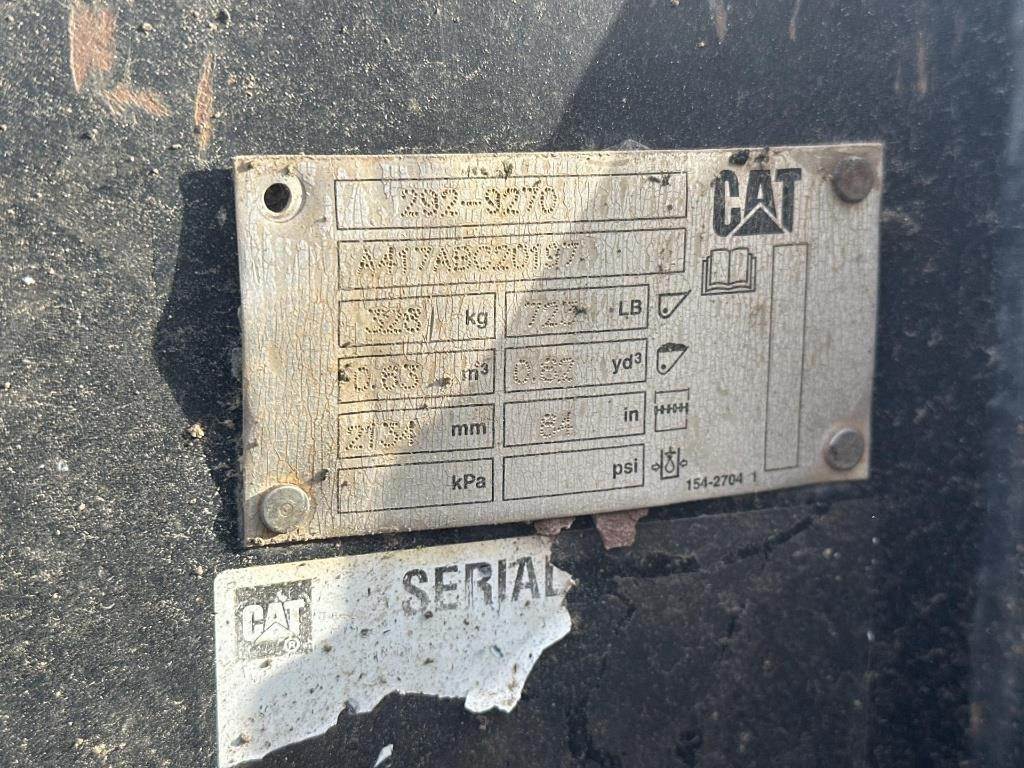 292-9270
CAT
A417ABC20197
328 kg 723 LB
0.63 m³ 0.82 yd³
2134 mm 84 in
kPa psi
154-2704 1
CAT®
SERIAL